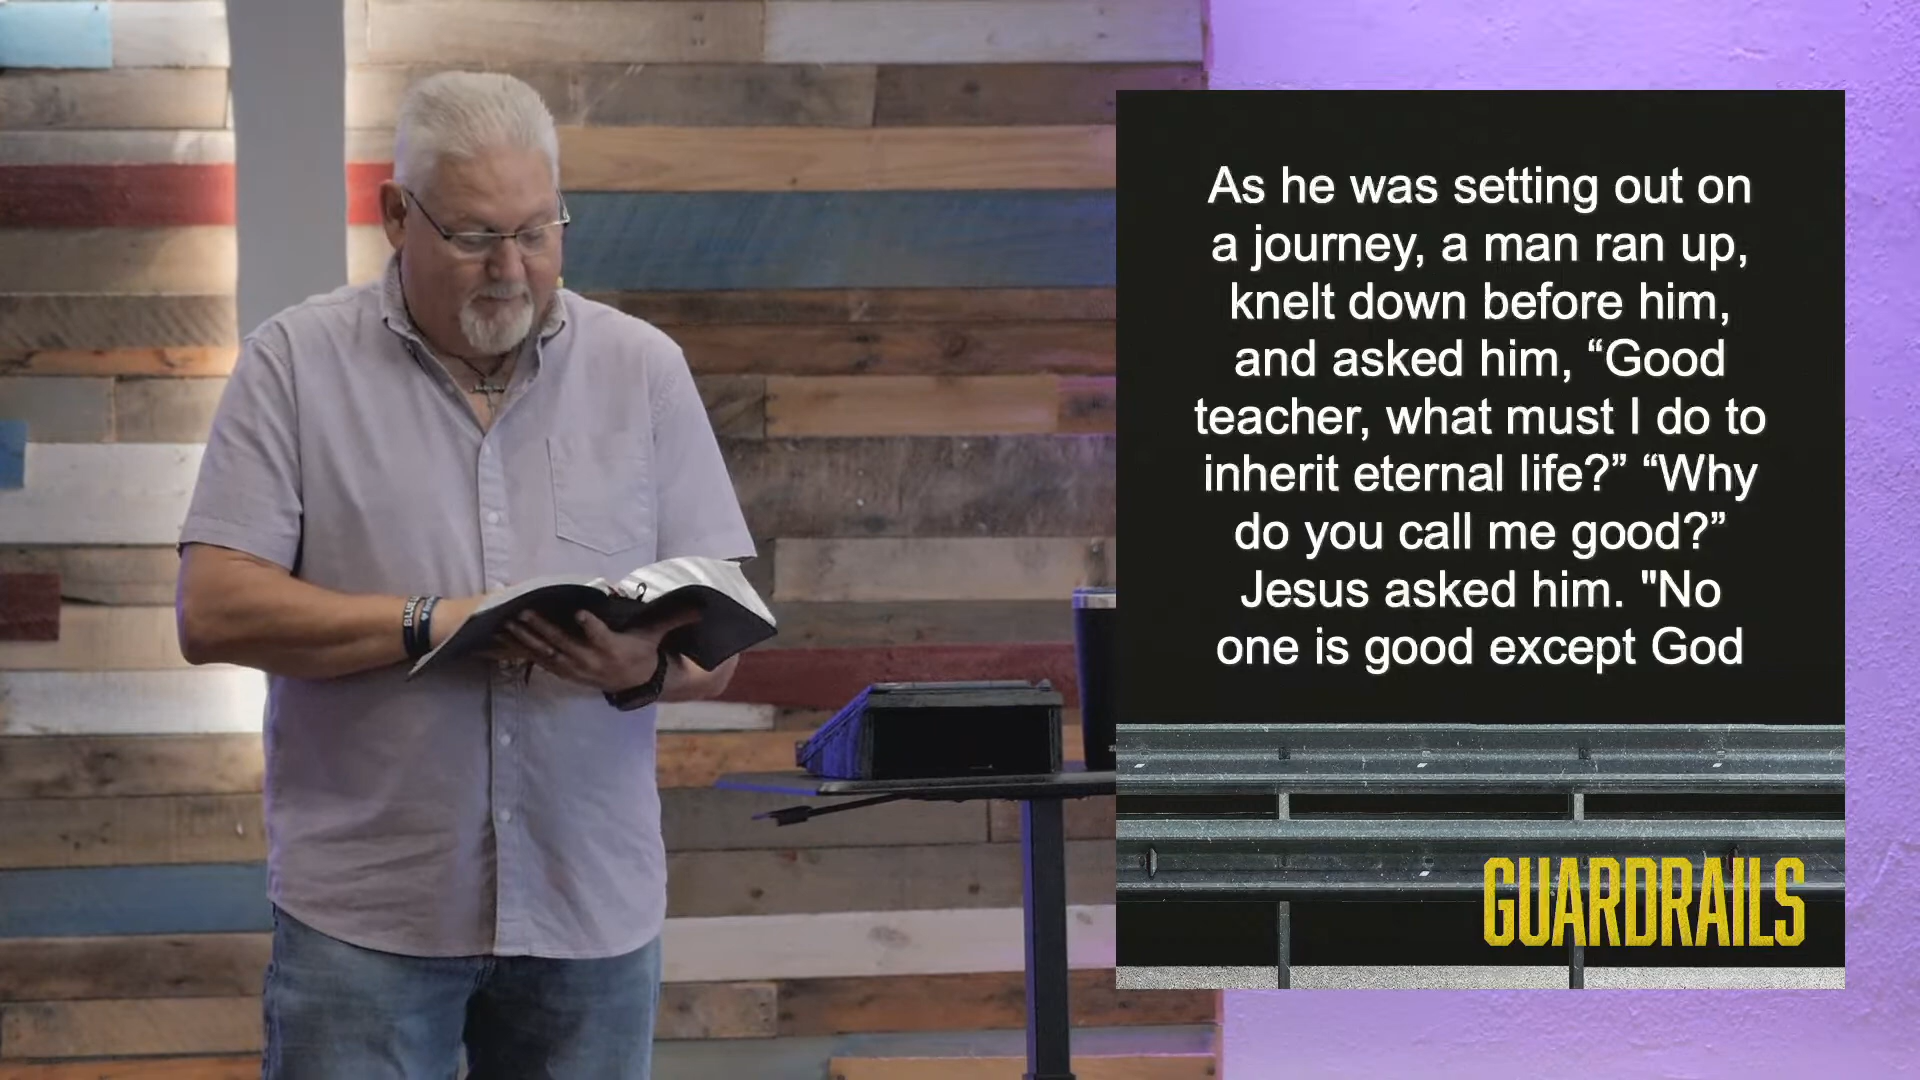 As he was setting out on
a journey, a man ran up,
knelt down before him,
and asked him, “Good
teacher, what must I do to
inherit eternal life?” “Why
do you call me good?”
Jesus asked him. "No
one is good except God
GUARDRAILS